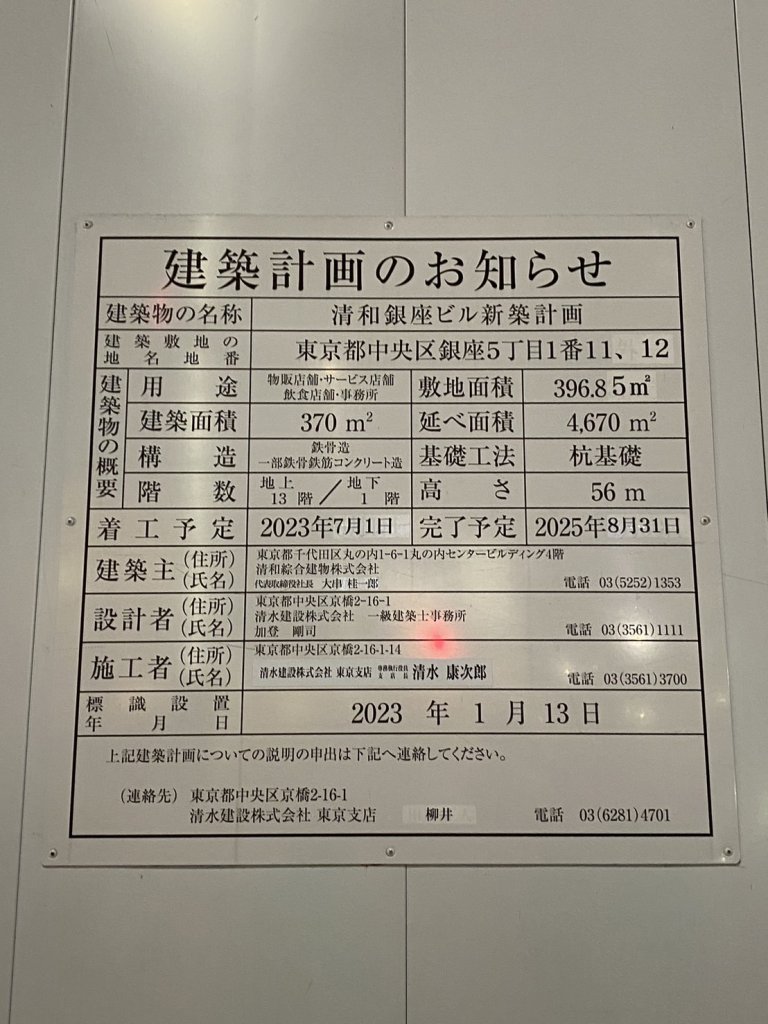 建築計画のお知らせ
建築物の名称 清和銀座ビル新築計画
建築敷地の地名地番 東京都中央区銀座5丁目1番11、12
建築物の概要
用途 物販店舗・サービス店舗 飲食店舗・事務所 敷地面積 396.85㎡
建築面積 370 m² 延べ面積 4,670 m²
構造 鉄骨造 一部鉄骨鉄筋コンクリート造 基礎工法 杭基礎
階数 地上13階/地下1階 高さ 56 m
着工予定 2023年7月1日 完了予定 2025年8月31日
建築主(住所)(氏名) 東京都千代田区丸の内1-6-1丸の内センタービルディング4階
清和綜合建物株式会社
代表取締役社長 大串 桂一郎 電話 03(5252)1353
設計者(住所)(氏名) 東京都中央区京橋2-16-1
清水建設株式会社 一級建築士事務所
加登 剛司 電話 03(3561)1111
施工者(住所)(氏名) 東京都中央区京橋2-16-1-14
清水建設株式会社 東京支店 専務執行役員 支店長 清水 康次郎 電話 03(3561)3700
標識設置年月日 2023 年 1 月 13 日
上記建築計画についての説明の申出は下記へ連絡してください。
(連絡先) 東京都中央区京橋2-16-1
清水建設株式会社 東京支店 柳井 電話 03(6281)4701